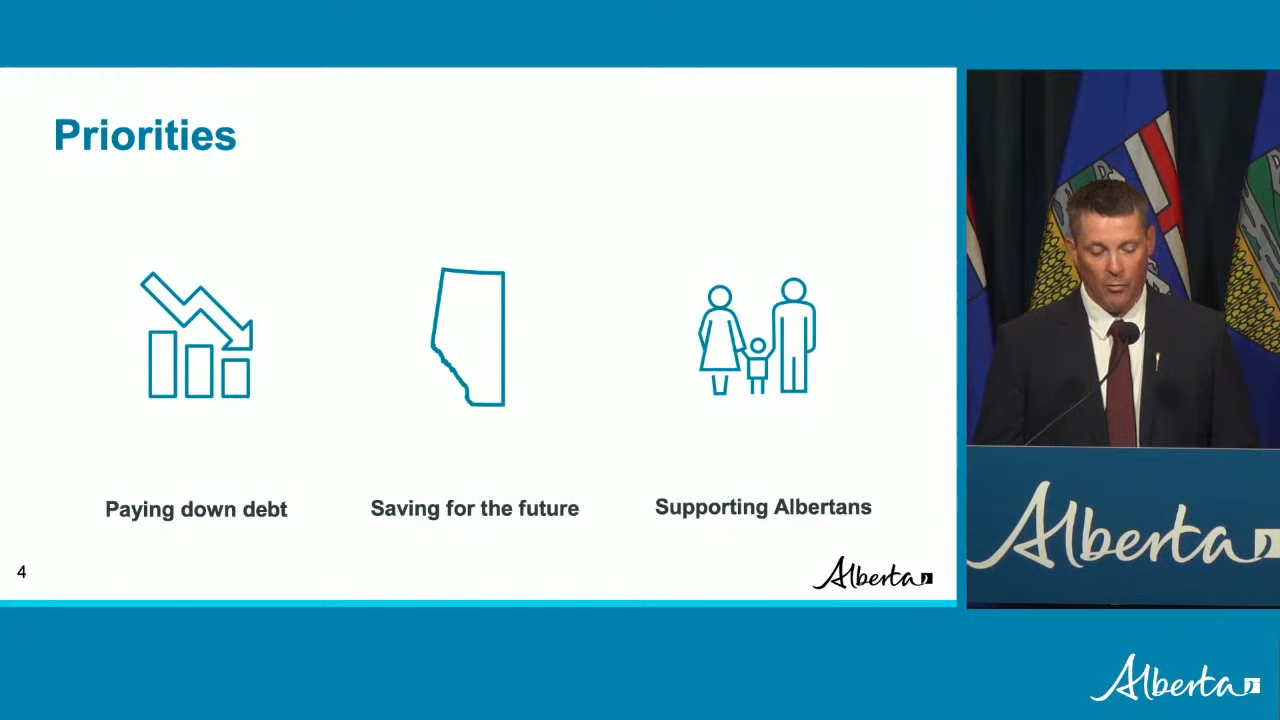 Priorities
Paying down debt
Saving for the future
Supporting Albertans
4
Alberta
Alberta
Alberta